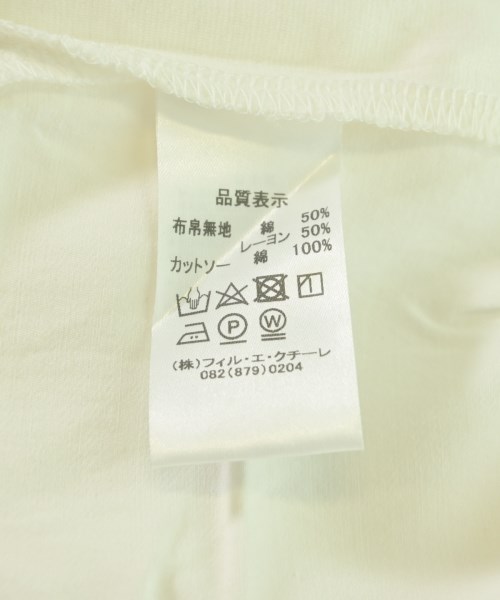 品質表示
布帛無地 綿 50%
レーヨン 50%
カットソー 綿 100%
P W
(株)フィル・エ・クチーレ
082(879)0204